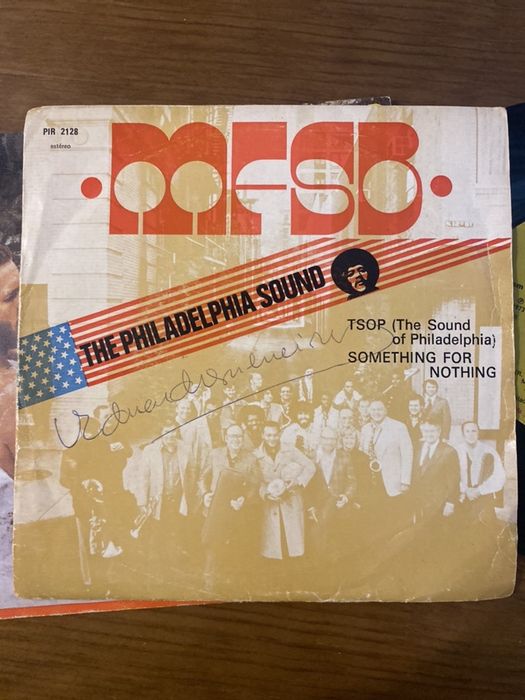 PIR 2128
estéreo
•MFSB•
THE PHILADELPHIA SOUND
TSOP (The Sound
of Philadelphia)
SOMETHING FOR
NOTHING